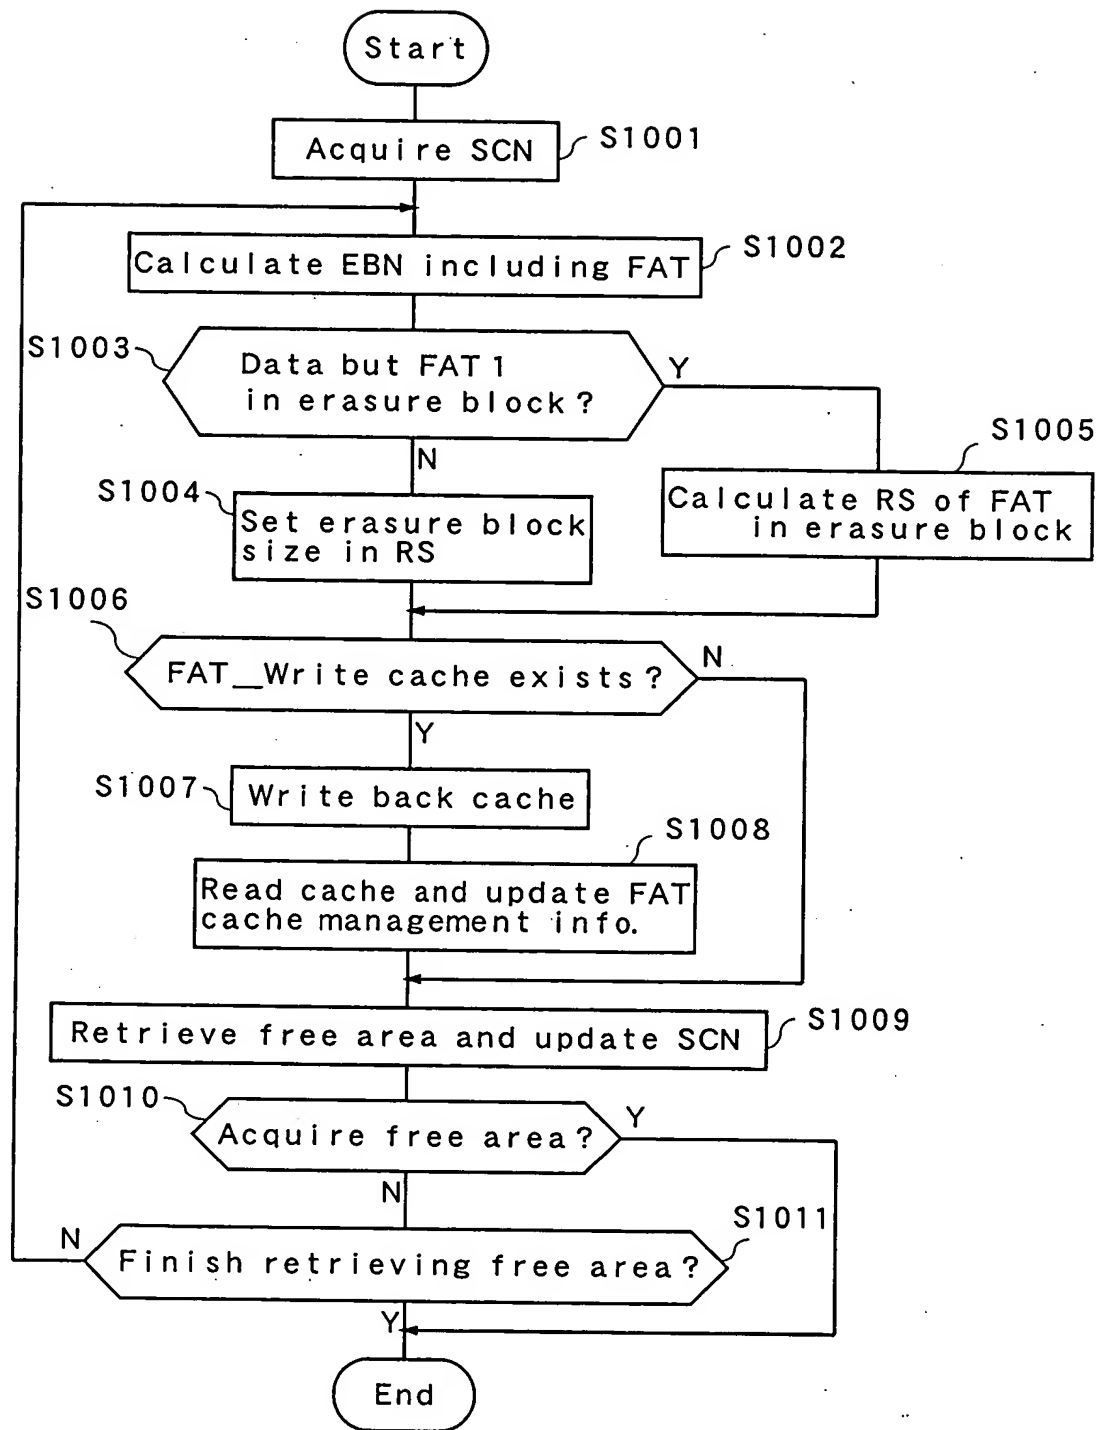 Start
Acquire SCN
S1001
Calculate EBN including FAT
S1002
S1003
Data but FAT1
in erasure block?
Y
N
S1004
Set erasure block
size in RS
S1005
Calculate RS of FAT
in erasure block
S1006
FAT_Write cache exists?
N
Y
S1007
Write back cache
S1008
Read cache and update FAT
cache management info.
Retrieve free area and update SCN
S1009
S1010
Acquire free area?
Y
N
S1011
N
Finish retrieving free area?
Y
End